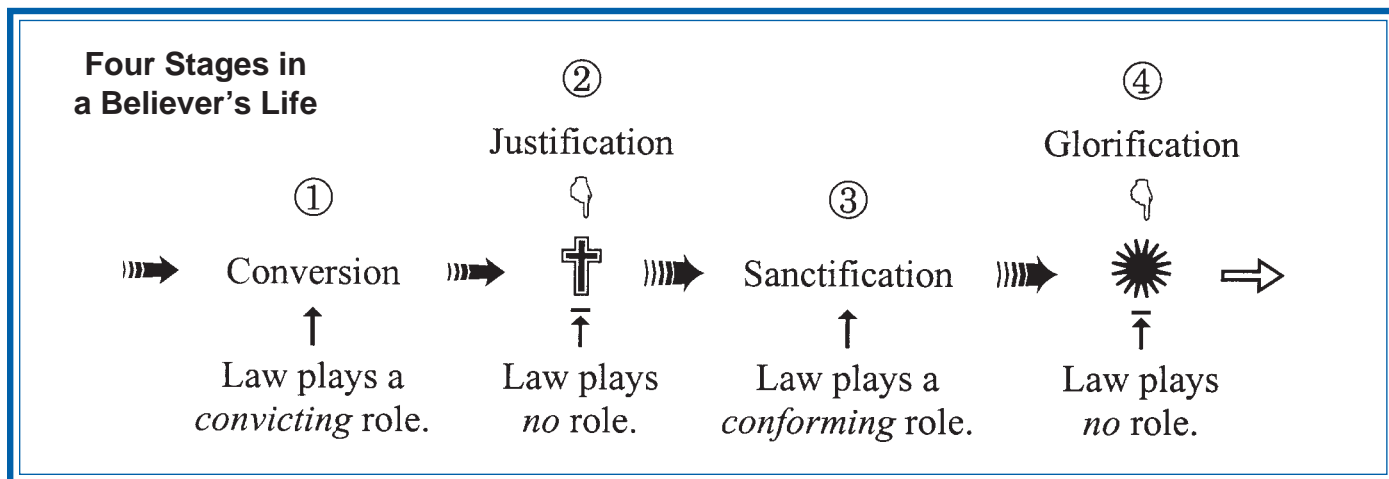 Four Stages in
a Believer’s Life
②
Justification
④
Glorification
①
Conversion
③
Sanctification
Law plays a
convicting role.
Law plays
no role.
Law plays a
conforming role.
Law plays
no role.